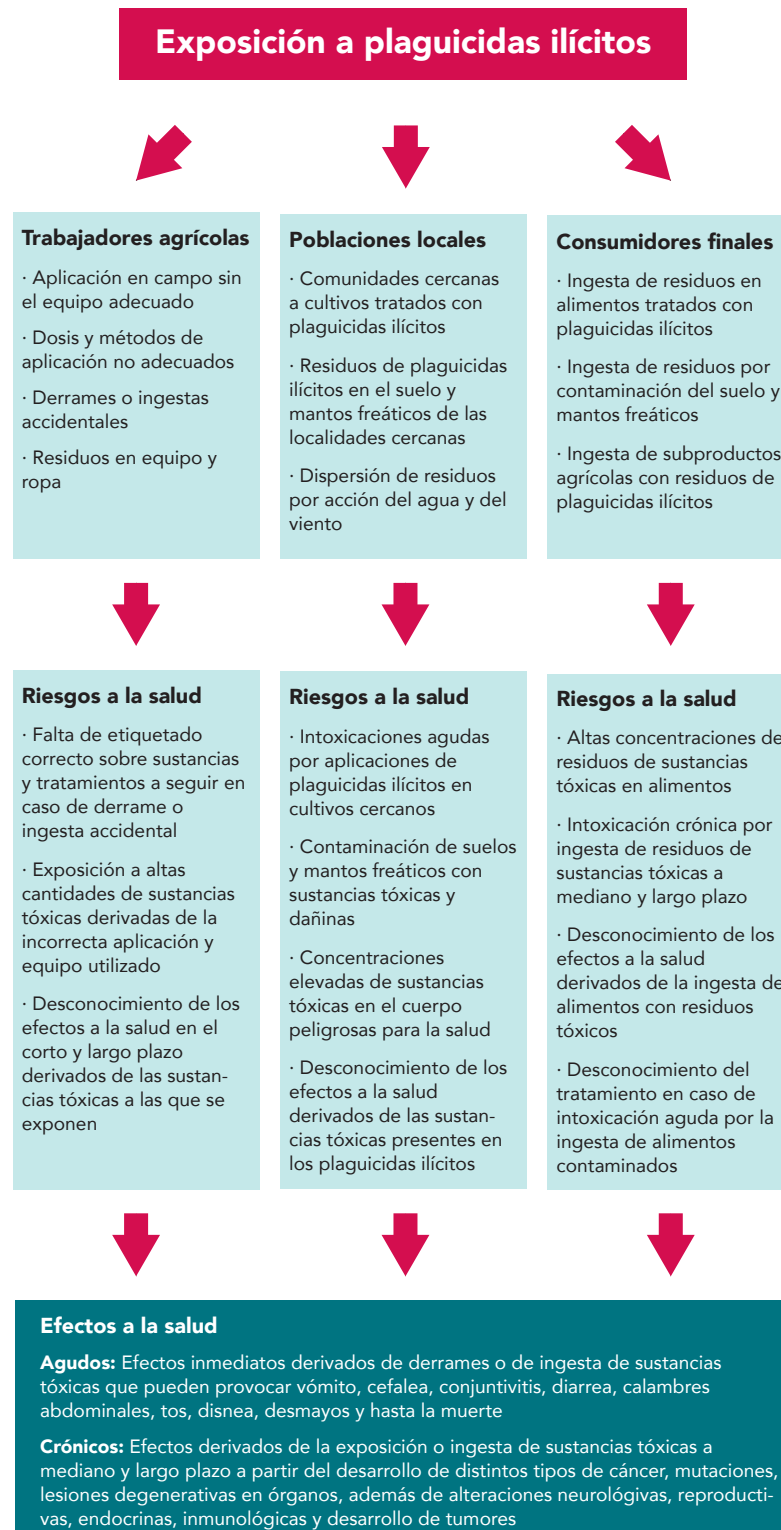 Exposición a plaguicidas ilícitos
Trabajadores agrícolas
· Aplicación en campo sin
el equipo adecuado
· Dosis y métodos de
aplicación no adecuados
· Derrames o ingestas
accidentales
· Residuos en equipo y
ropa
Poblaciones locales
· Comunidades cercanas
a cultivos tratados con
plaguicidas ilícitos
· Residuos de plaguicidas
ilícitos en el suelo y
mantos freáticos de las
localidades cercanas
· Dispersión de residuos
por acción del agua y del
viento
Consumidores finales
· Ingesta de residuos en
alimentos tratados con
plaguicidas ilícitos
· Ingesta de residuos por
contaminación del suelo y
mantos freáticos
· Ingesta de subproductos
agrícolas con residuos de
plaguicidas ilícitos
Riesgos a la salud
· Falta de etiquetado
correcto sobre sustancias
y tratamientos a seguir en
caso de derrame o
ingesta accidental
· Exposición a altas
cantidades de sustancias
tóxicas derivadas de la
incorrecta aplicación y
equipo utilizado
· Desconocimiento de los
efectos a la salud en el
corto y largo plazo
derivados de las sustan-
cias tóxicas a las que se
exponen
Riesgos a la salud
· Intoxicaciones agudas
por aplicaciones de
plaguicidas ilícitos en
cultivos cercanos
· Contaminación de suelos
y mantos freáticos con
sustancias tóxicas y
dañinas
· Concentraciones
elevadas de sustancias
tóxicas en el cuerpo
peligrosas para la salud
· Desconocimiento de los
efectos a la salud
derivados de las sustan-
cias tóxicas presentes en
los plaguicidas ilícitos
Riesgos a la salud
· Altas concentraciones de
residuos de sustancias
tóxicas en alimentos
· Intoxicación crónica por
ingesta de residuos de
sustancias tóxicas a
mediano y largo plazo
· Desconocimiento de los
efectos a la salud
derivados de la ingesta de
alimentos con residuos
tóxicos
· Desconocimiento del
tratamiento en caso de
intoxicación aguda por la
ingesta de alimentos
contaminados
Efectos a la salud
Agudos: Efectos inmediatos derivados de derrames o de ingesta de sustancias
tóxicas que pueden provocar vómito, cefalea, conjuntivitis, diarrea, calambres
abdominales, tos, disnea, desmayos y hasta la muerte
Crónicos: Efectos derivados de la exposición o ingesta de sustancias tóxicas a
mediano y largo plazo a partir del desarrollo de distintos tipos de cáncer, mutaciones,
lesiones degenerativas en órganos, además de alteraciones neurológivas, reproducti-
vas, endocrinas, inmunológicas y desarrollo de tumores